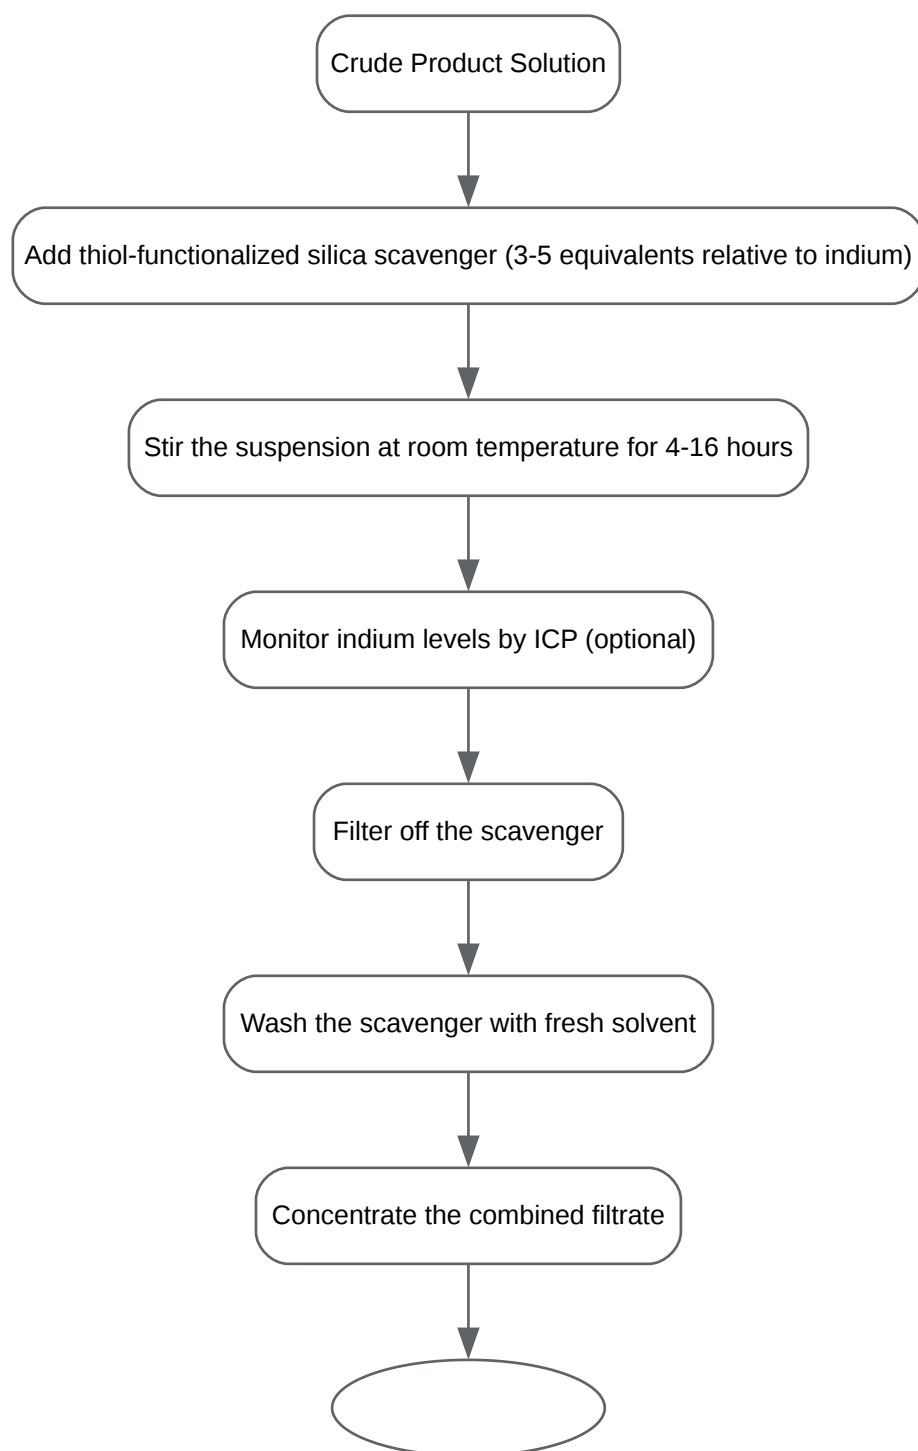 Crude Product Solution
Add thiol-functionalized silica scavenger (3-5 equivalents relative to indium)
Stir the suspension at room temperature for 4-16 hours
Monitor indium levels by ICP (optional)
Filter off the scavenger
Wash the scavenger with fresh solvent
Concentrate the combined filtrate